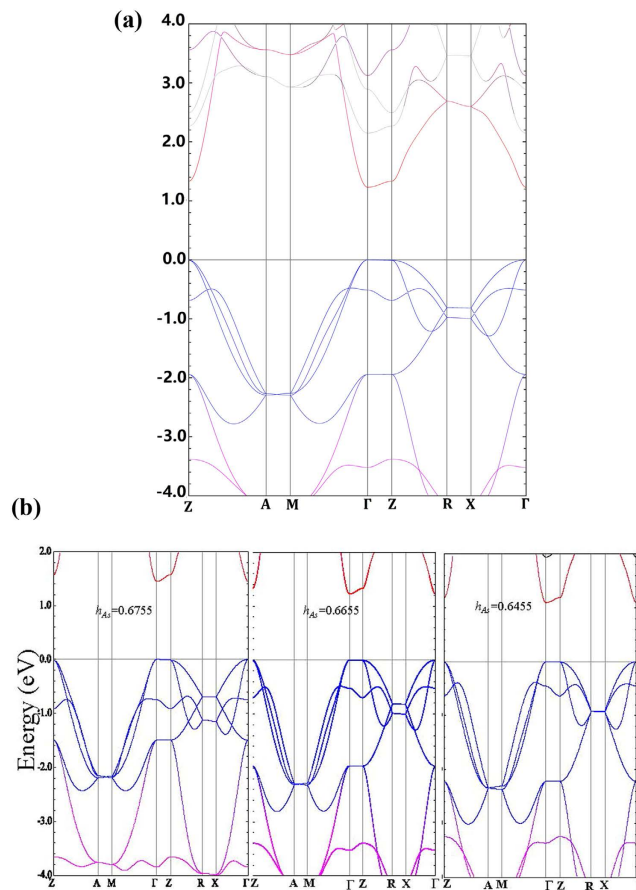 (a)
4.0
3.0
2.0
1.0
0.0
-1.0
-2.0
-3.0
-4.0
Z A M Γ Z R X Γ
(b)
Energy (eV)
2.0
1.0
0.0
-1.0
-2.0
-3.0
-4.0
h_As=0.6755
h_As=0.6655
h_As=0.6455
Z A M Γ Z R X Γ
Z A M Γ Z R X Γ
Z A M Γ Z R X Γ